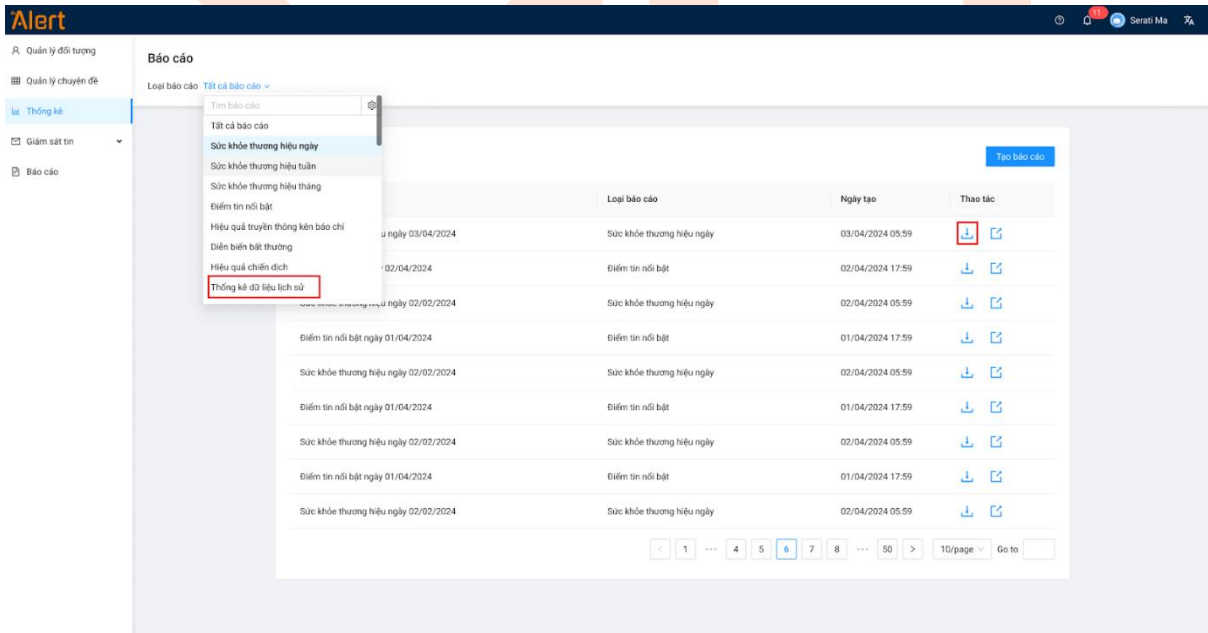 Alert
11
Serati Ma
Quản lý đối tượng
Quản lý chuyên đề
Thống kê
Giám sát tin
Báo cáo
Báo cáo
Loại báo cáo Tất cả báo cáo
Tìm báo cáo
Tất cả báo cáo
Sức khỏe thương hiệu ngày
Sức khỏe thương hiệu tuần
Sức khỏe thương hiệu tháng
Điểm tin nổi bật
Hiệu quả truyền thông kên báo chí
Diễn biến bất thường
Hiệu quả chiến dịch
Thống kê dữ liệu lịch sử
Tạo báo cáo
Loại báo cáo Ngày tạo Thao tác
u ngày 03/04/2024 Sức khỏe thương hiệu ngày 03/04/2024 05:59
02/04/2024 Điểm tin nổi bật 02/04/2024 17:59
ngày 02/02/2024 Sức khỏe thương hiệu ngày 02/04/2024 05:59
Điểm tin nổi bật ngày 01/04/2024 Điểm tin nổi bật 01/04/2024 17:59
Sức khỏe thương hiệu ngày 02/02/2024 Sức khỏe thương hiệu ngày 02/04/2024 05:59
Điểm tin nổi bật ngày 01/04/2024 Điểm tin nổi bật 01/04/2024 17:59
Sức khỏe thương hiệu ngày 02/02/2024 Sức khỏe thương hiệu ngày 02/04/2024 05:59
Điểm tin nổi bật ngày 01/04/2024 Điểm tin nổi bật 01/04/2024 17:59
Sức khỏe thương hiệu ngày 02/02/2024 Sức khỏe thương hiệu ngày 02/04/2024 05:59
< 1 ••• 4 5 6 7 8 ••• 50 > 10/page Go to